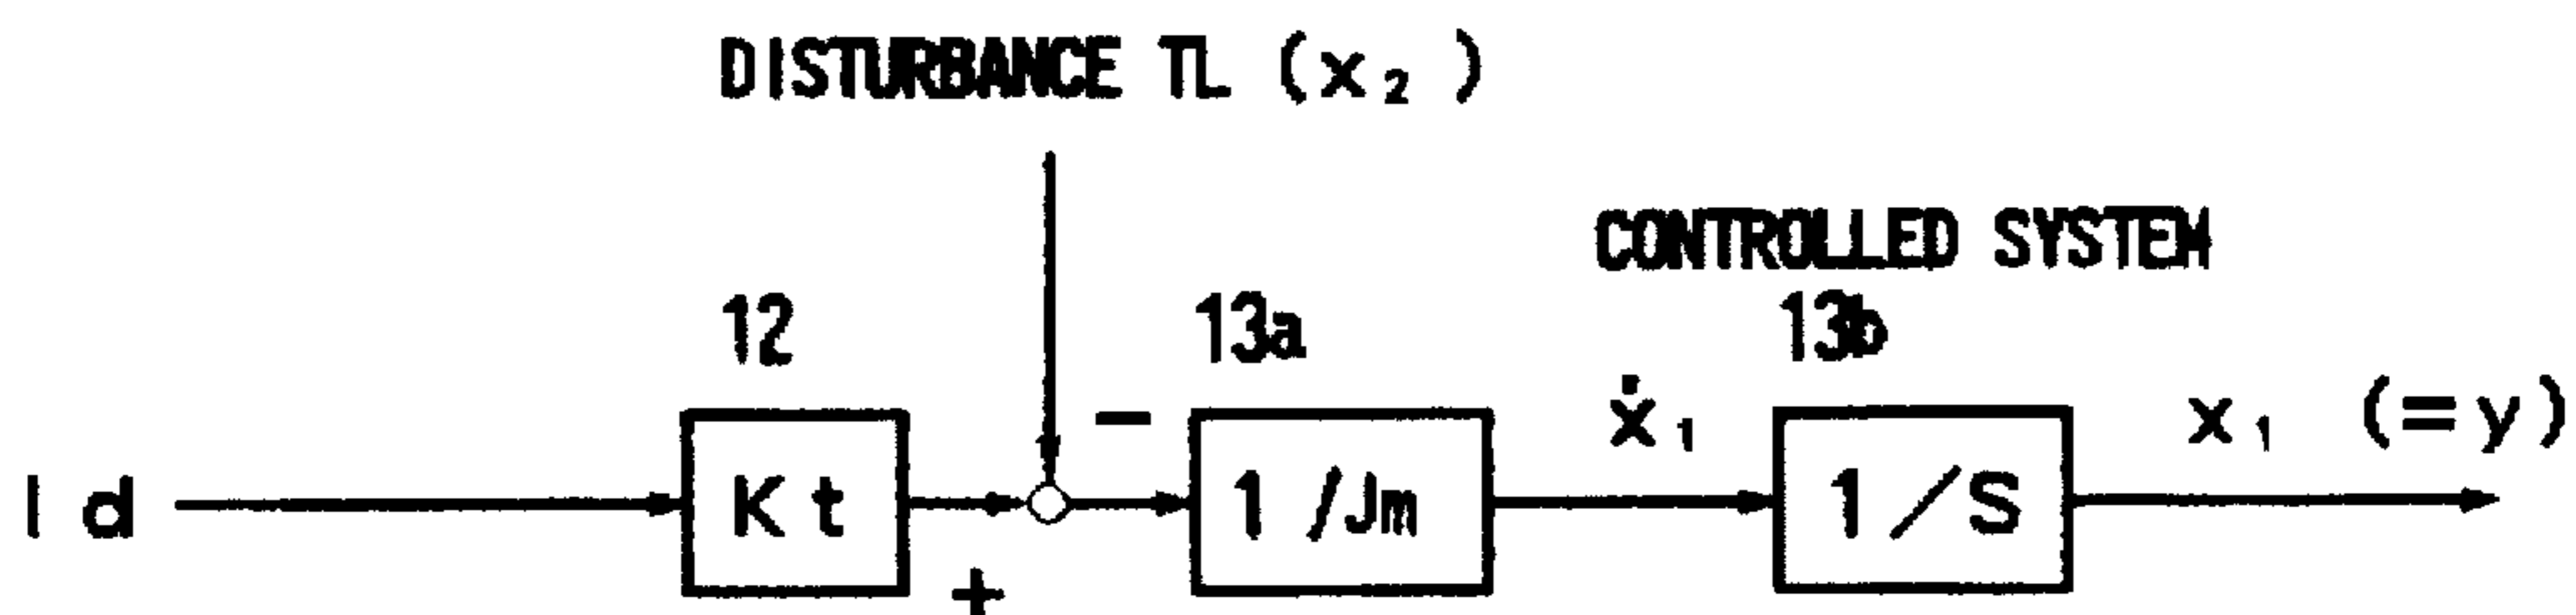 DISTURBANCE TL (x₂)
CONTROLLED SYSTEM
12 13a 13b
ẋ₁ x₁ (=y)
Id Kt 1/Jm 1/S
− +